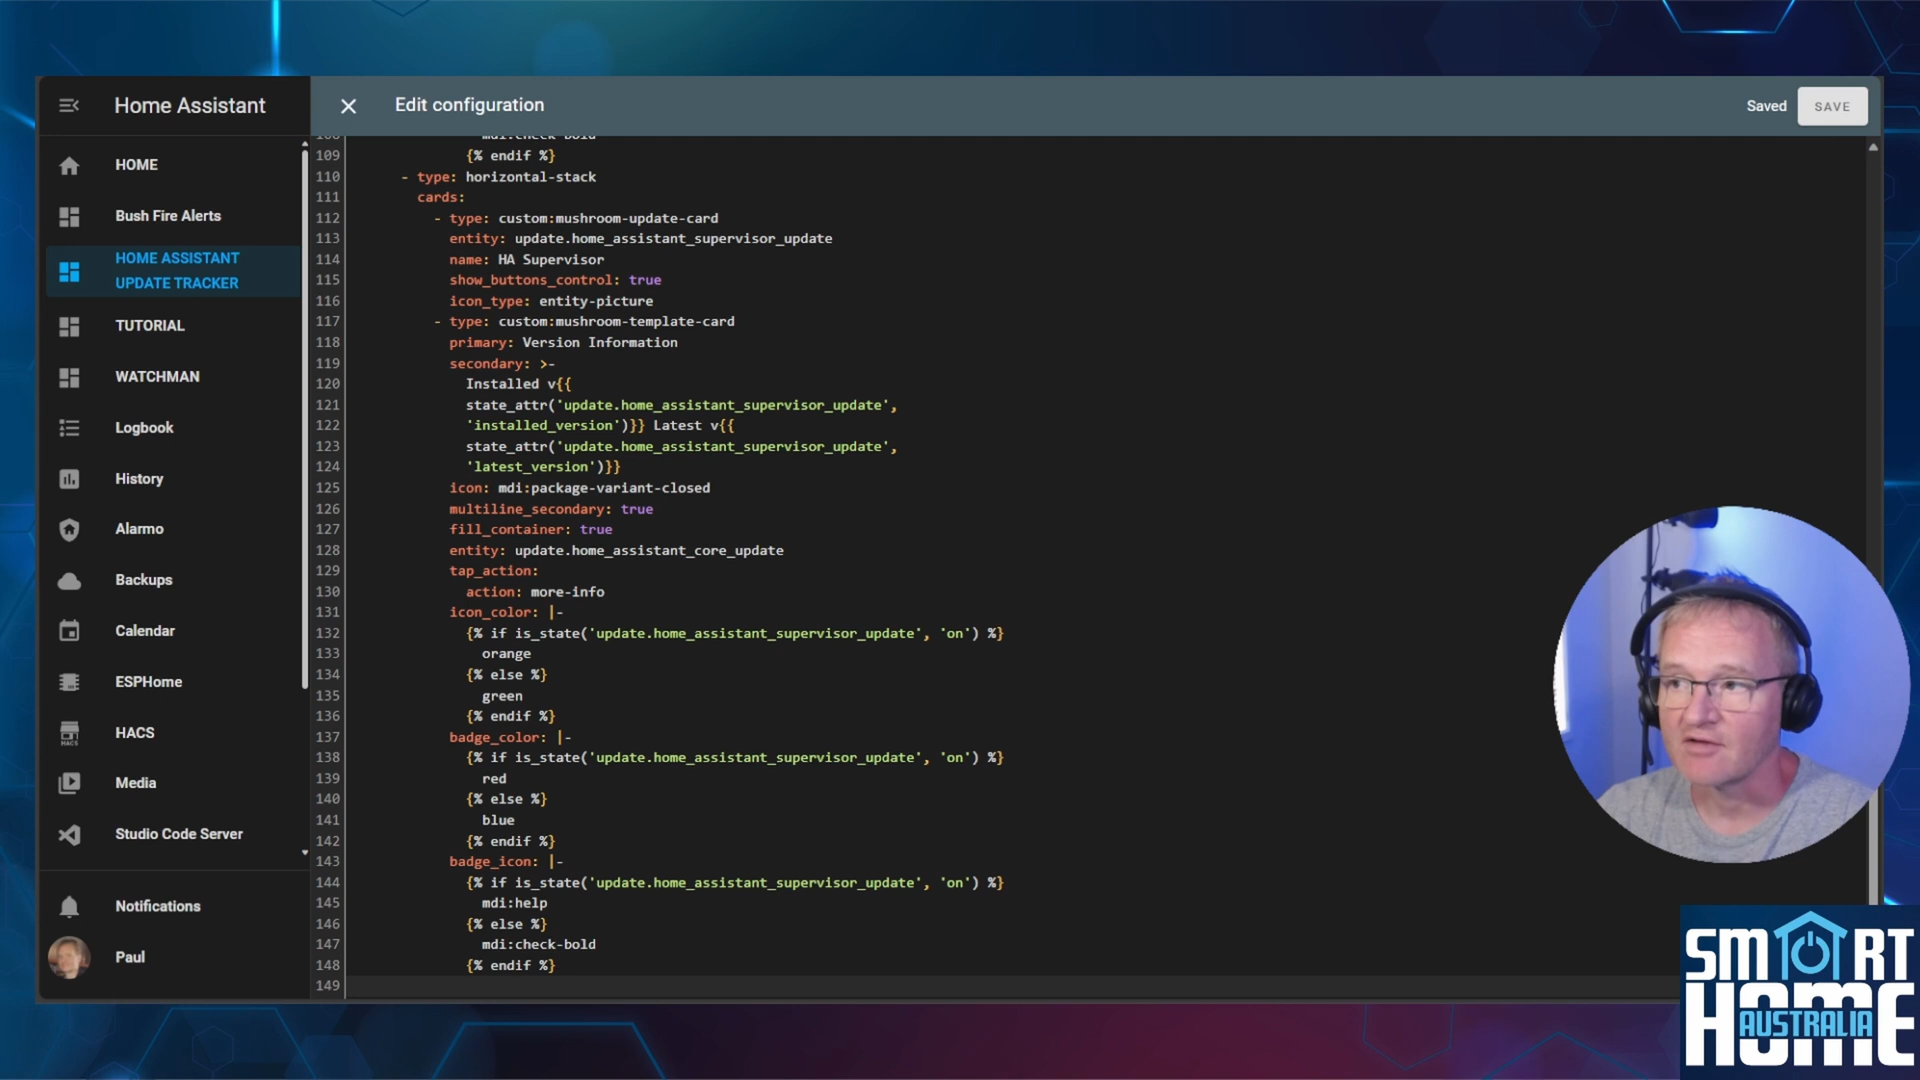 Home Assistant
Edit configuration
Saved
SAVE
HOME
Bush Fire Alerts
HOME ASSISTANT
UPDATE TRACKER
TUTORIAL
WATCHMAN
Logbook
History
Alarmo
Backups
Calendar
ESPHome
HACS
HACS
Media
Studio Code Server
Notifications
Paul
108 mdi:check-bold
109 {% endif %}
110 - type: horizontal-stack
111 cards:
112 - type: custom:mushroom-update-card
113 entity: update.home_assistant_supervisor_update
114 name: HA Supervisor
115 show_buttons_control: true
116 icon_type: entity-picture
117 - type: custom:mushroom-template-card
118 primary: Version Information
119 secondary: >-
120 Installed v{{
121 state_attr('update.home_assistant_supervisor_update',
122 'installed_version')}} Latest v{{
123 state_attr('update.home_assistant_supervisor_update',
124 'latest_version')}}
125 icon: mdi:package-variant-closed
126 multiline_secondary: true
127 fill_container: true
128 entity: update.home_assistant_core_update
129 tap_action:
130 action: more-info
131 icon_color: |-
132 {% if is_state('update.home_assistant_supervisor_update', 'on') %}
133 orange
134 {% else %}
135 green
136 {% endif %}
137 badge_color: |-
138 {% if is_state('update.home_assistant_supervisor_update', 'on') %}
139 red
140 {% else %}
141 blue
142 {% endif %}
143 badge_icon: |-
144 {% if is_state('update.home_assistant_supervisor_update', 'on') %}
145 mdi:help
146 {% else %}
147 mdi:check-bold
148 {% endif %}
149
SMART
HOME
AUSTRALIA